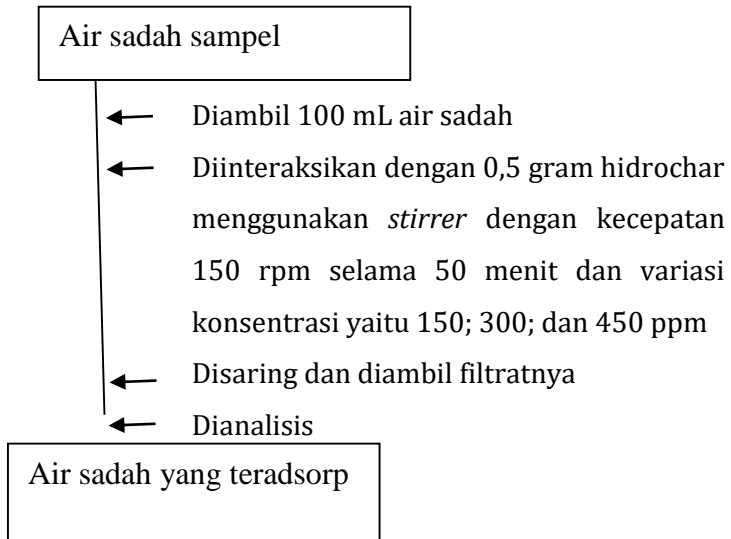 Air sadah sampel
Diambil 100 mL air sadah
Diinteraksikan dengan 0,5 gram hidrochar
menggunakan stirrer dengan kecepatan
150 rpm selama 50 menit dan variasi
konsentrasi yaitu 150; 300; dan 450 ppm
Disaring dan diambil filtratnya
Dianalisis
Air sadah yang teradsorp